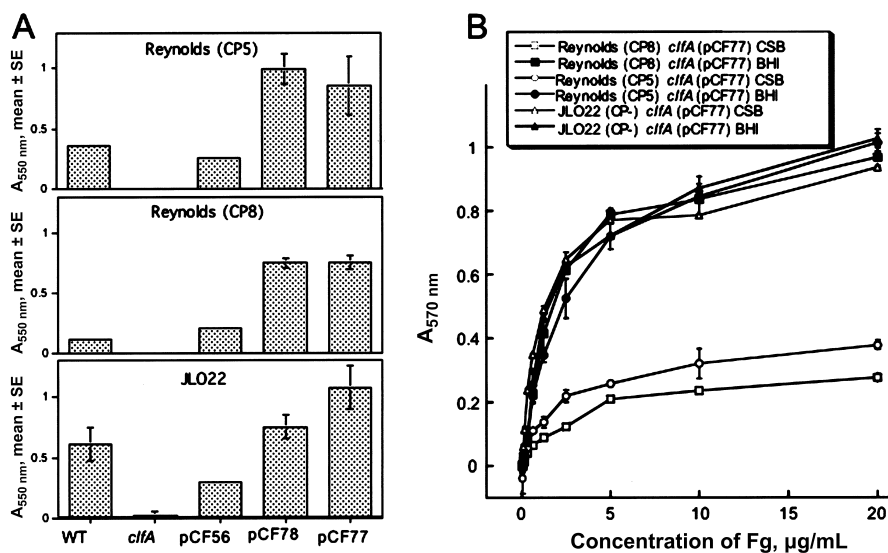 A
Reynolds (CP5)
A550 nm, mean ± SE
1
0.5
0
Reynolds (CP8)
A550 nm, mean ± SE
1
0.5
0
JLO22
A550 nm, mean ± SE
1
0.5
0
WT clfA pCF56 pCF78 pCF77
B
Reynolds (CP8) clfA (pCF77) CSB
Reynolds (CP8) clfA (pCF77) BHI
Reynolds (CP5) clfA (pCF77) CSB
Reynolds (CP5) clfA (pCF77) BHI
JLO22 (CP-) clfA (pCF77) CSB
JLO22 (CP-) clfA (pCF77) BHI
A570 nm
1
0.8
0.6
0.4
0.2
0
0 5 10 15 20
Concentration of Fg, μg/mL